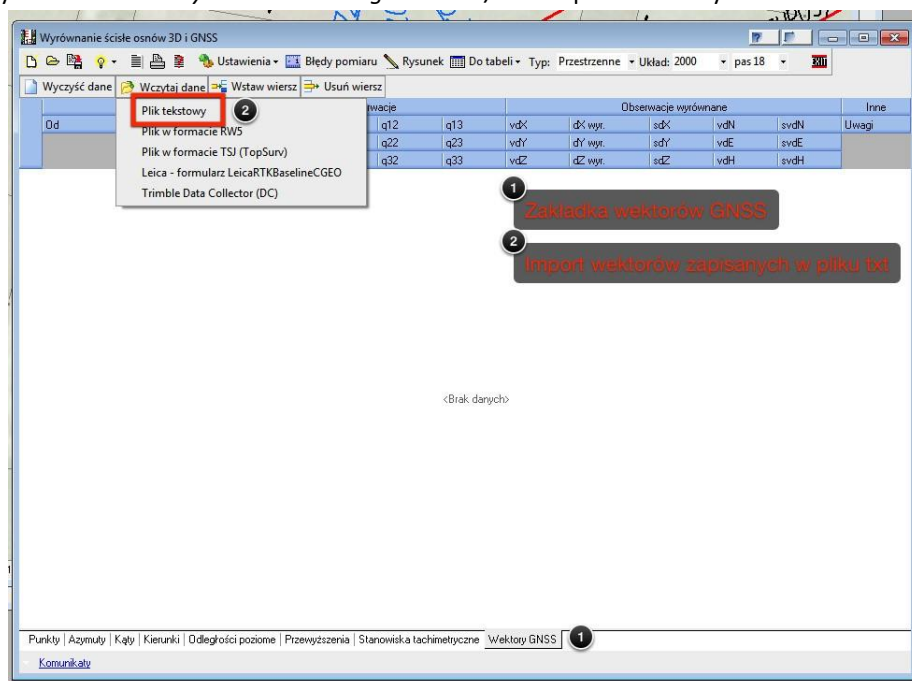 Wyrównanie ścisłe osnów 3D i GNSS
Ustawienia Błędy pomiaru Rysunek Do tabeli Typ: Przestrzenne Układ: 2000 pas 18 EXIT
Wyczyść dane Wczytaj dane Wstaw wiersz Usuń wiersz
Obserwacje wyrównane Inne
Od q12 q13 vdX dX wyr. sdX vdN svdN Uwagi
q22 q23 vdY dY wyr. sdY vdE svdE
q32 q33 vdZ dZ wyr. sdZ vdH svdH
Plik tekstowy 2
Plik w formacie RW5
Plik w formacie TSJ (TopSurv)
Leica - formularz LeicaRTKBaselineCGEO
Trimble Data Collector (DC)
1
Zakładka wektorów GNSS
2
Import wektorów zapisanych w pliku txt
<Brak danych>
Punkty Azymuty Kąty Kierunki Odległości poziome Przewyższenia Stanowiska tachimetryczne Wektory GNSS 1
Komunikaty